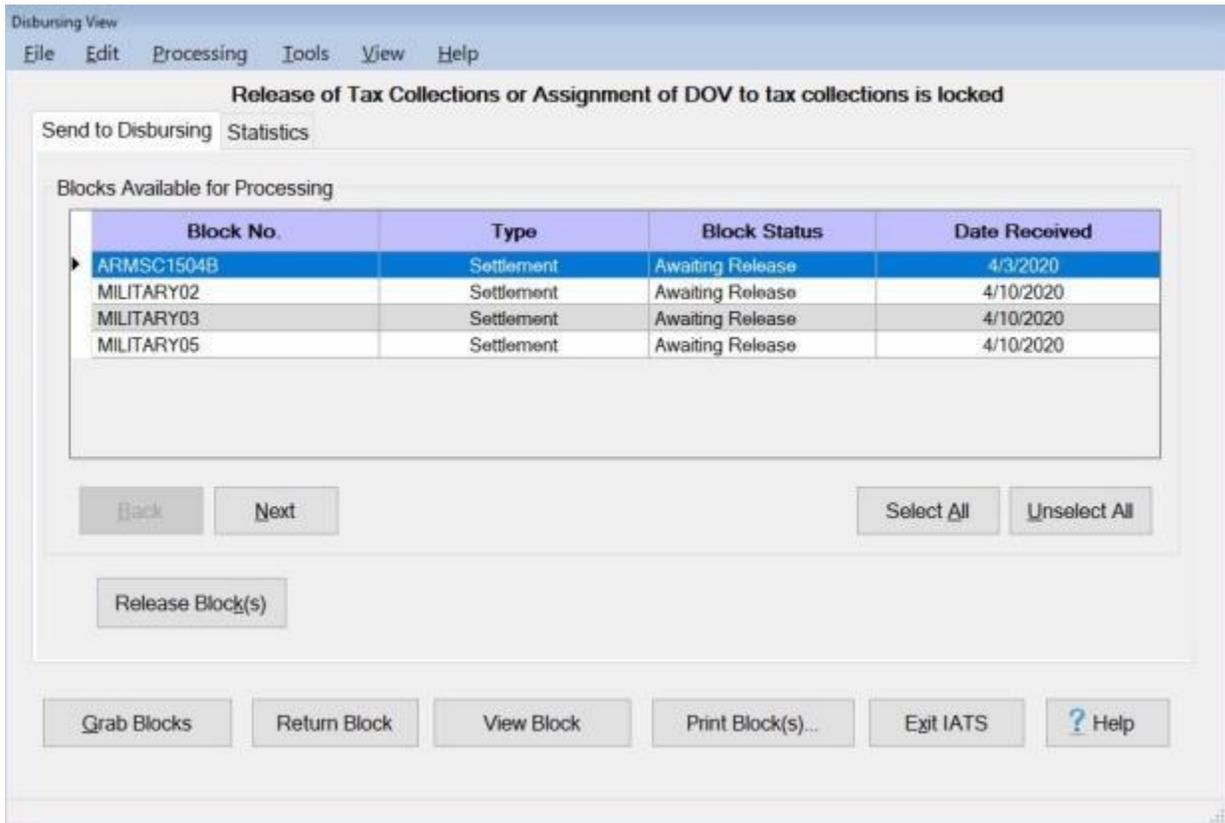 Disbursing View
File Edit Processing Tools View Help
Release of Tax Collections or Assignment of DOV to tax collections is locked
Send to Disbursing Statistics
Blocks Available for Processing
Block No. Type Block Status Date Received
ARMSC1504B Settlement Awaiting Release 4/3/2020
MILITARY02 Settlement Awaiting Release 4/10/2020
MILITARY03 Settlement Awaiting Release 4/10/2020
MILITARY05 Settlement Awaiting Release 4/10/2020
Back Next Select All Unselect All
Release Block(s)
Grab Blocks Return Block View Block Print Block(s)... Exit IATS ? Help